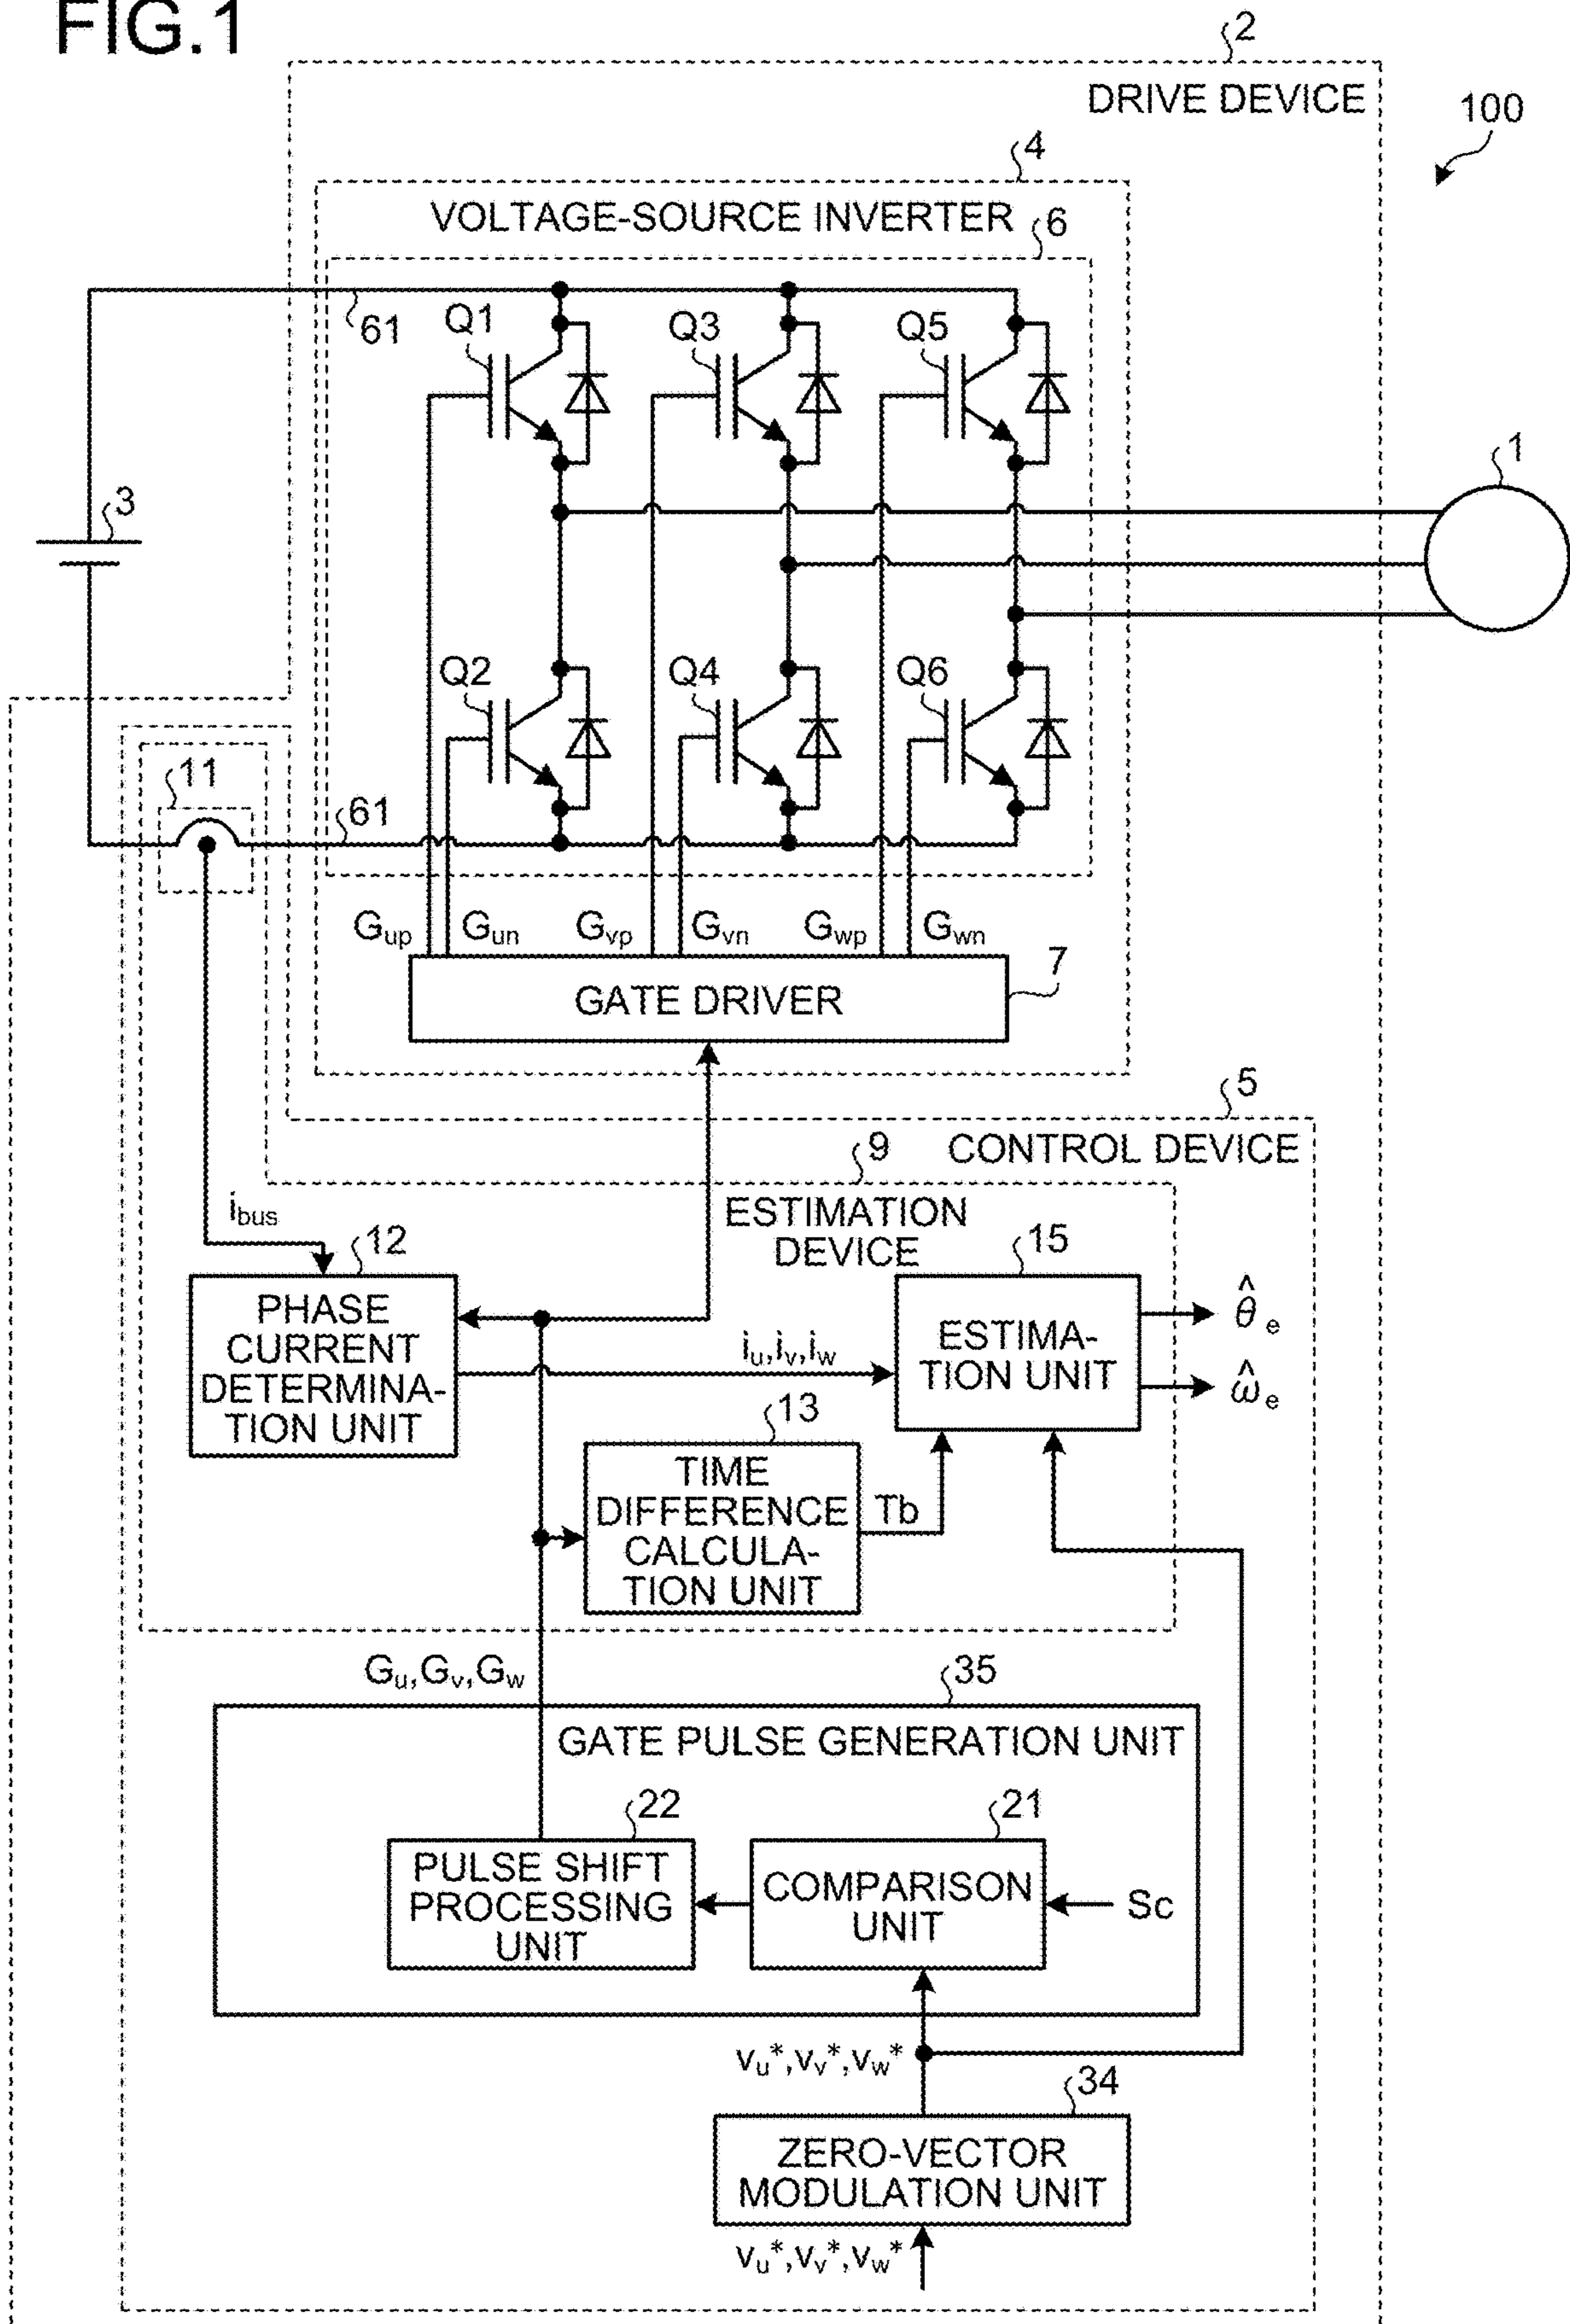 FIG.1
2
DRIVE DEVICE
100
4
VOLTAGE-SOURCE INVERTER
6
61
Q1
Q3
Q5
1
3
Q2
Q4
Q6
11
61
Gup
Gun
Gvp
Gvn
Gwp
Gwn
7
GATE DRIVER
5
CONTROL DEVICE
9
ESTIMATION
DEVICE
ibus
12
15
PHASE
CURRENT
DETERMINA-
TION UNIT
iu,iv,iw
ESTIMA-
TION UNIT
θ̂e
ω̂e
13
TIME
DIFFERENCE
CALCULA-
TION UNIT
Tb
Gu,Gv,Gw
35
GATE PULSE GENERATION UNIT
22
21
PULSE SHIFT
PROCESSING
UNIT
COMPARISON
UNIT
Sc
vu*,vv*,vw*
34
ZERO-VECTOR
MODULATION UNIT
vu*,vv*,vw*